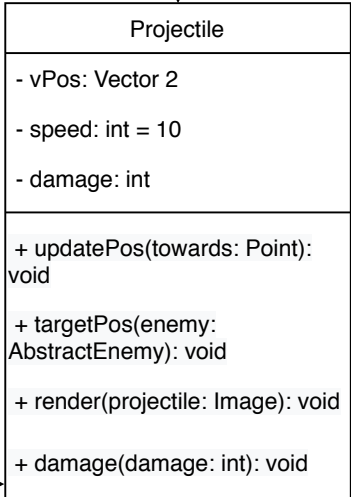 Projectile
- vPos: Vector 2
- speed: int = 10
- damage: int
+ updatePos(towards: Point):
void
+ targetPos(enemy:
AbstractEnemy): void
+ render(projectile: Image): void
+ damage(damage: int): void